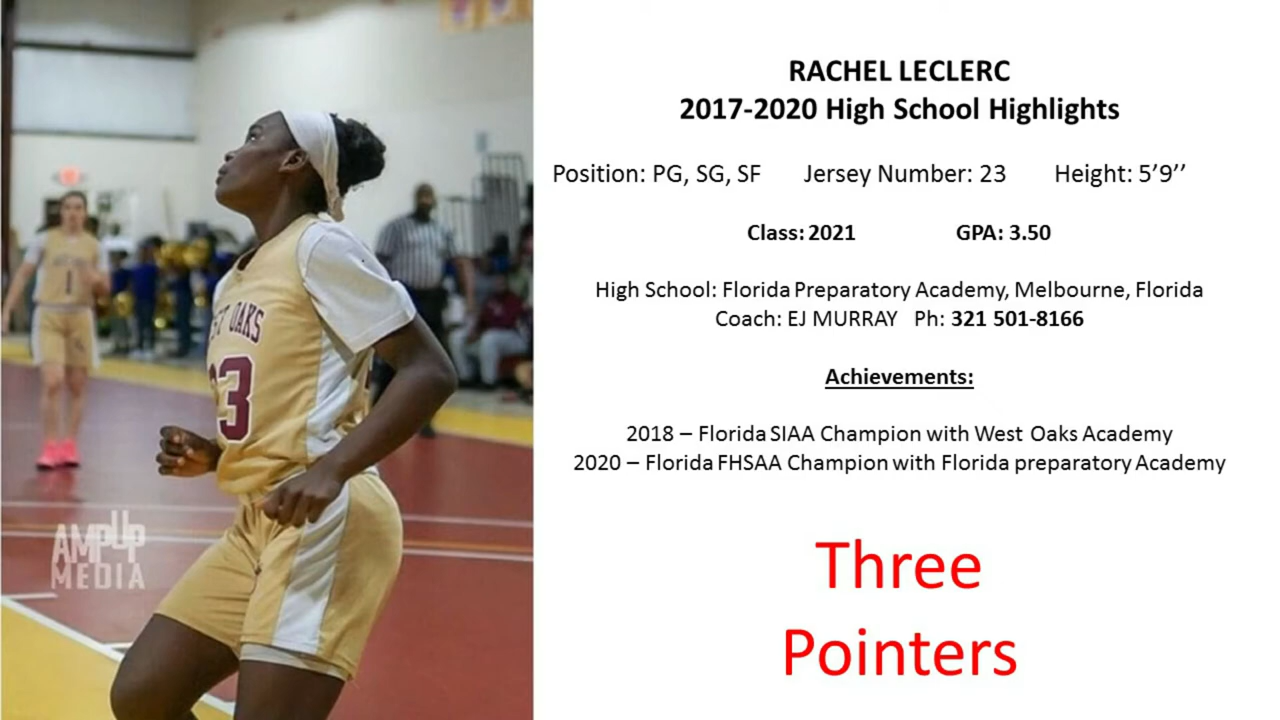 RACHEL LECLERC
2017-2020 High School Highlights
Position: PG, SG, SF Jersey Number: 23 Height: 5’9’’
Class: 2021 GPA: 3.50
High School: Florida Preparatory Academy, Melbourne, Florida
Coach: EJ MURRAY Ph: 321 501-8166
Achievements:
2018 – Florida SIAA Champion with West Oaks Academy
2020 – Florida FHSAA Champion with Florida preparatory Academy
Three
Pointers
1
OAKS
23
AMPUP
MEDIA